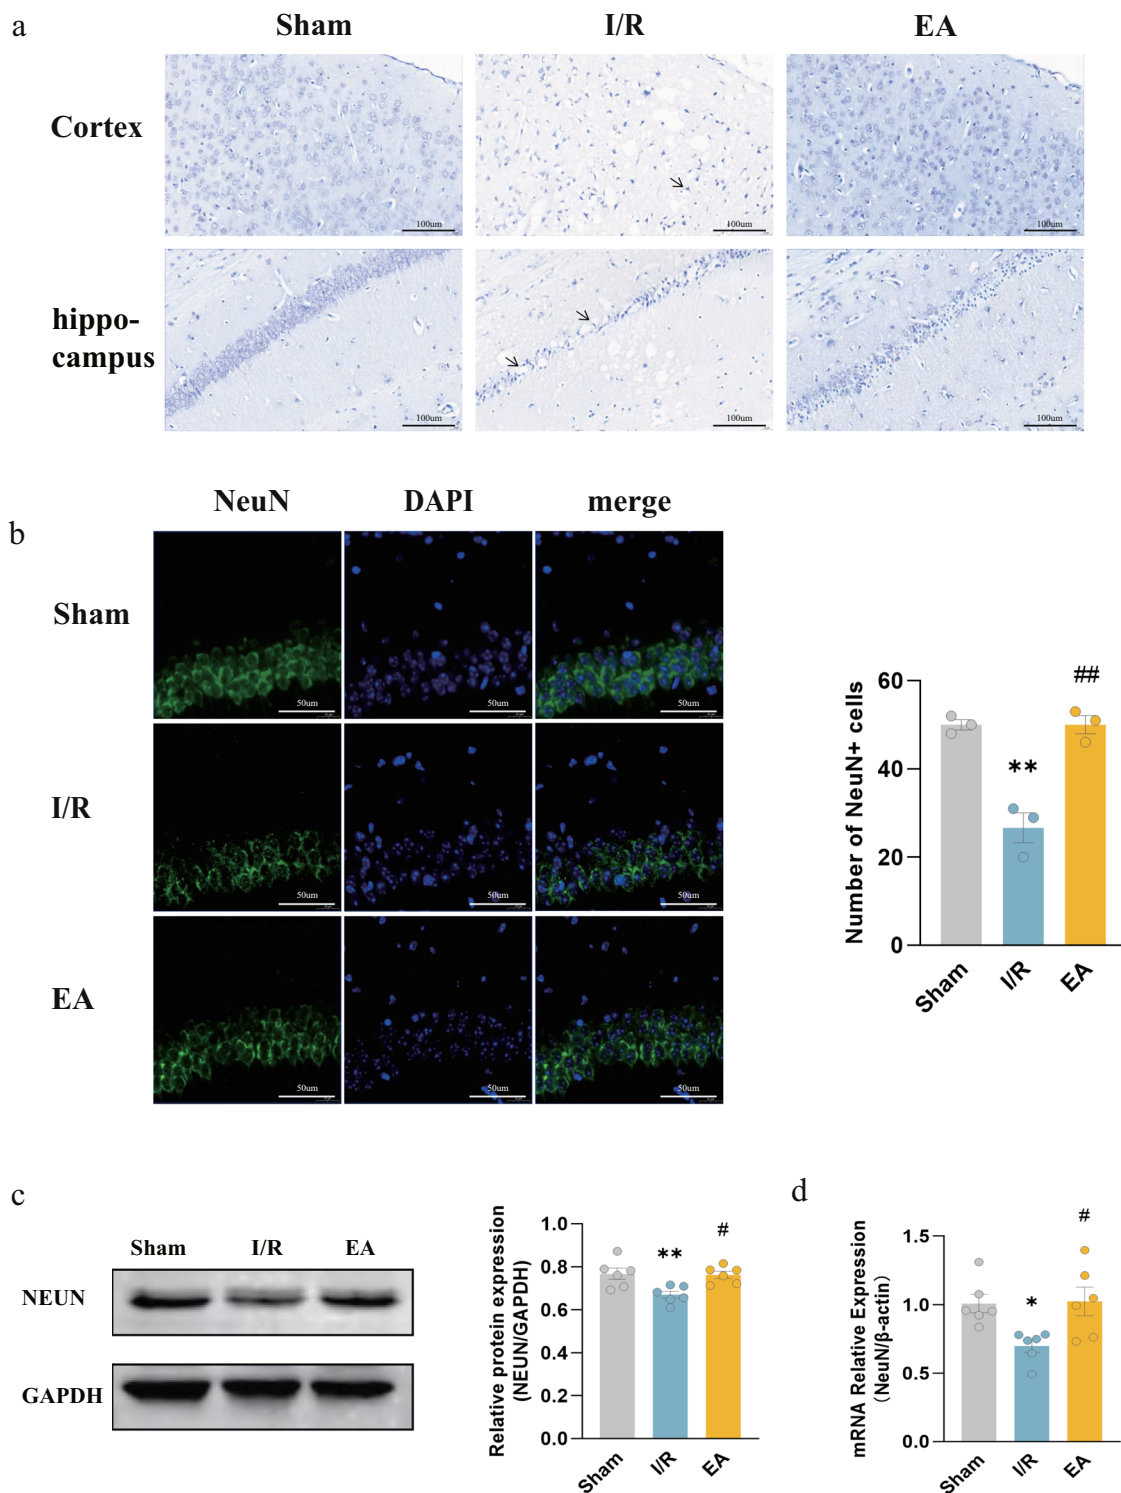 a
Sham I/R EA
Cortex
100um 100um 100um
hippo-
campus
100um 100um 100um
b
NeuN DAPI merge
Sham
50um 50um 50um
I/R
50um 50um 50um
EA
50um 50um 50um
Number of NeuN+ cells
60
40
20
0
** ##
Sham I/R EA
c
Sham I/R EA
NEUN
GAPDH
Relative protein expression
(NEUN/GAPDH)
1.0
0.8
0.6
0.4
0.2
0.0
** #
Sham I/R EA
d
mRNA Relative Expression
(NeuN/β-actin)
1.5
1.0
0.5
0.0
* #
Sham I/R EA